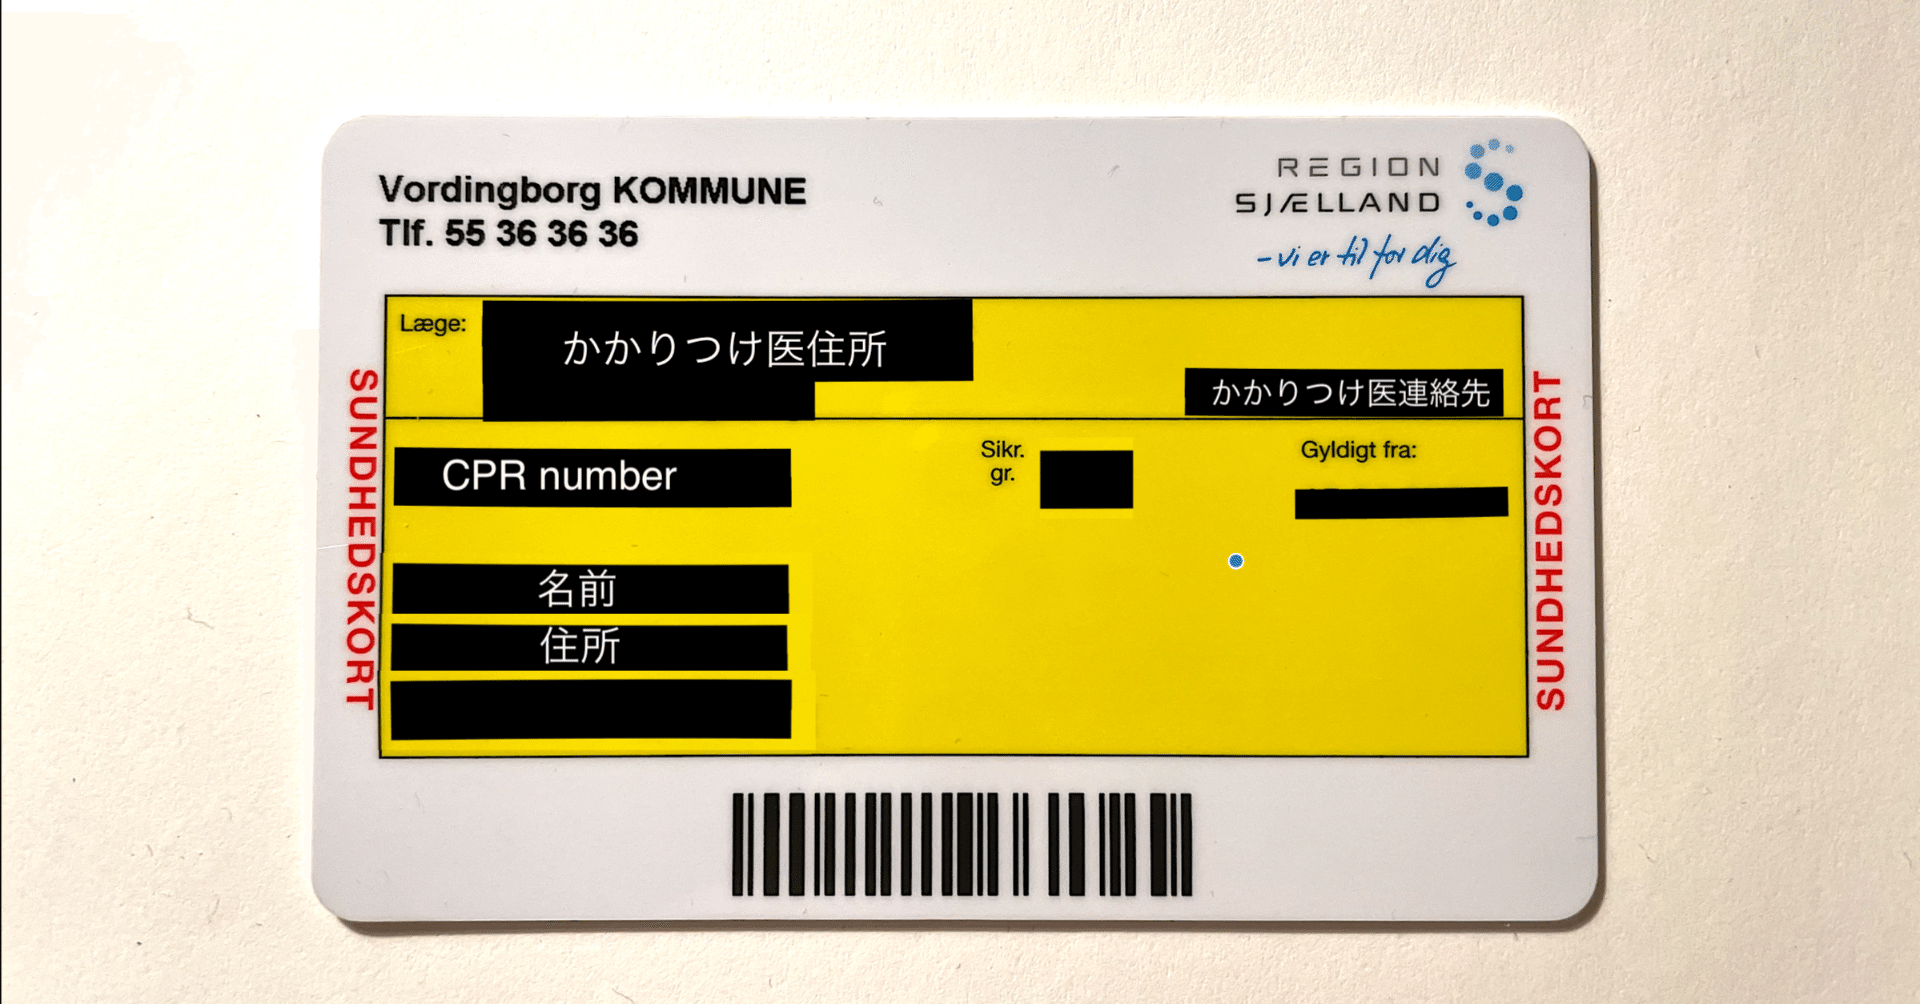 Vordingborg KOMMUNE
Tlf. 55 36 36 36
REGION
SJÆLLAND
- vi er til for dig
Læge:
かかりつけ医住所
かかりつけ医連絡先
CPR number
Sikr.
gr.
Gyldigt fra:
名前
住所
SUNDHEDSKORT
SUNDHEDSKORT